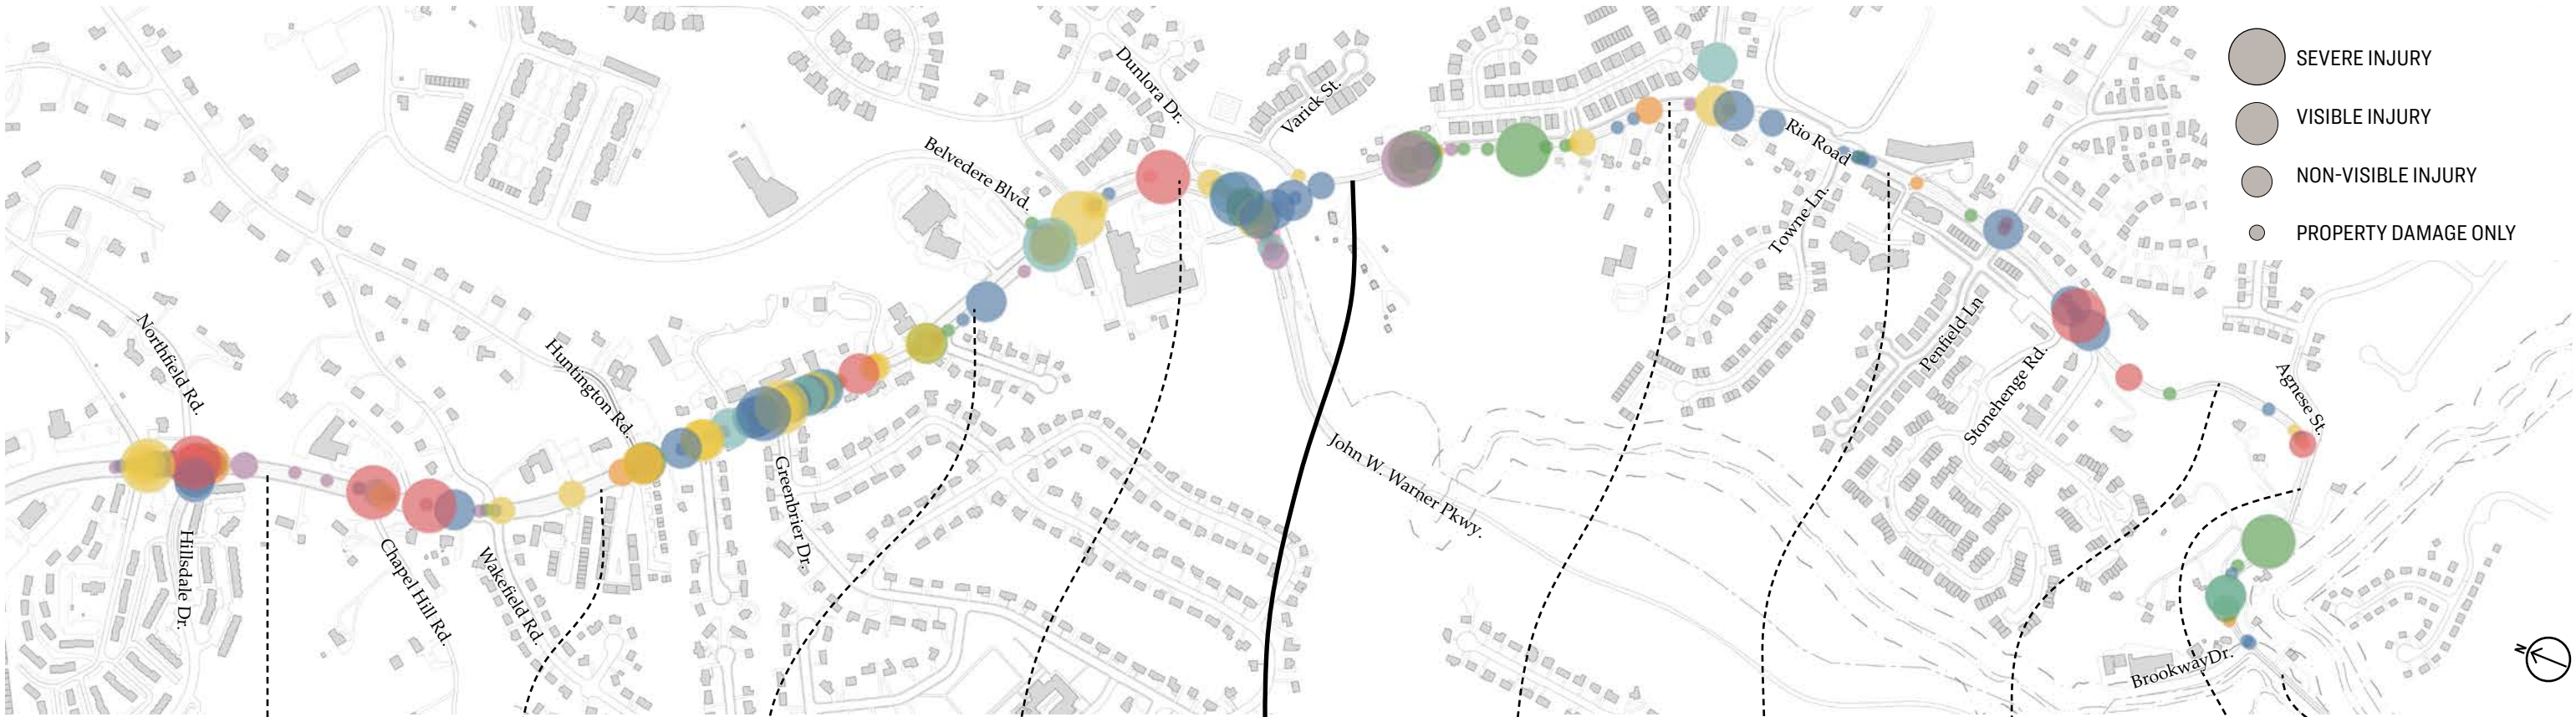 SEVERE INJURY
VISIBLE INJURY
NON-VISIBLE INJURY
PROPERTY DAMAGE ONLY
Northfield Rd.
Hillsdale Dr.
Chapel Hill Rd.
Wakefield Rd.
Huntington Rd.
Greenbrier Dr.
Belvedere Blvd.
Dunlora Dr.
Varick St.
John W. Warner Pkwy.
Rio Road
Towne Ln.
Penfield Ln
Stonehenge Rd.
Agnese St.
BrookwayDr.
N